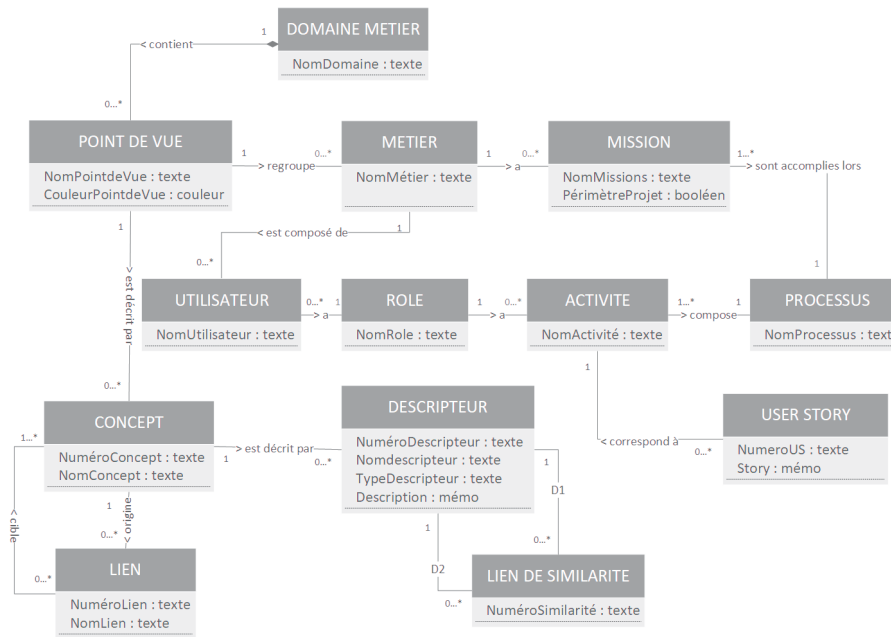 DOMAINE METIER
NomDomaine : texte
1
< contient
0...*
POINT DE VUE
NomPointdeVue : texte
CouleurPointdeVue : couleur
1
> regroupe
0...*
METIER
NomMétier : texte
1
> a
0...*
MISSION
NomMissions : texte
PérimètreProjet : booléen
1...*
> sont accomplies lors
1
1
< est composé de
0...*
1
> est décrit par
0...*
UTILISATEUR
NomUtilisateur : texte
0...*
> a
1
ROLE
NomRole : texte
1
> a
0...*
ACTIVITE
NomActivité : texte
1...*
> compose
1
PROCESSUS
NomProcessus : texte
1
< correspond à
0...*
USER STORY
NumeroUS : texte
Story : mémo
CONCEPT
NuméroConcept : texte
NomConcept : texte
1
> est décrit par
0...*
DESCRIPTEUR
NuméroDescripteur : texte
Nomdescripteur : texte
TypeDescripteur : texte
Description : mémo
1
D1
0...*
1
D2
0...*
1...*
< cible
0...*
1
< origine
0...*
LIEN
NuméroLien : texte
NomLien : texte
LIEN DE SIMILARITE
NuméroSimilarité : texte